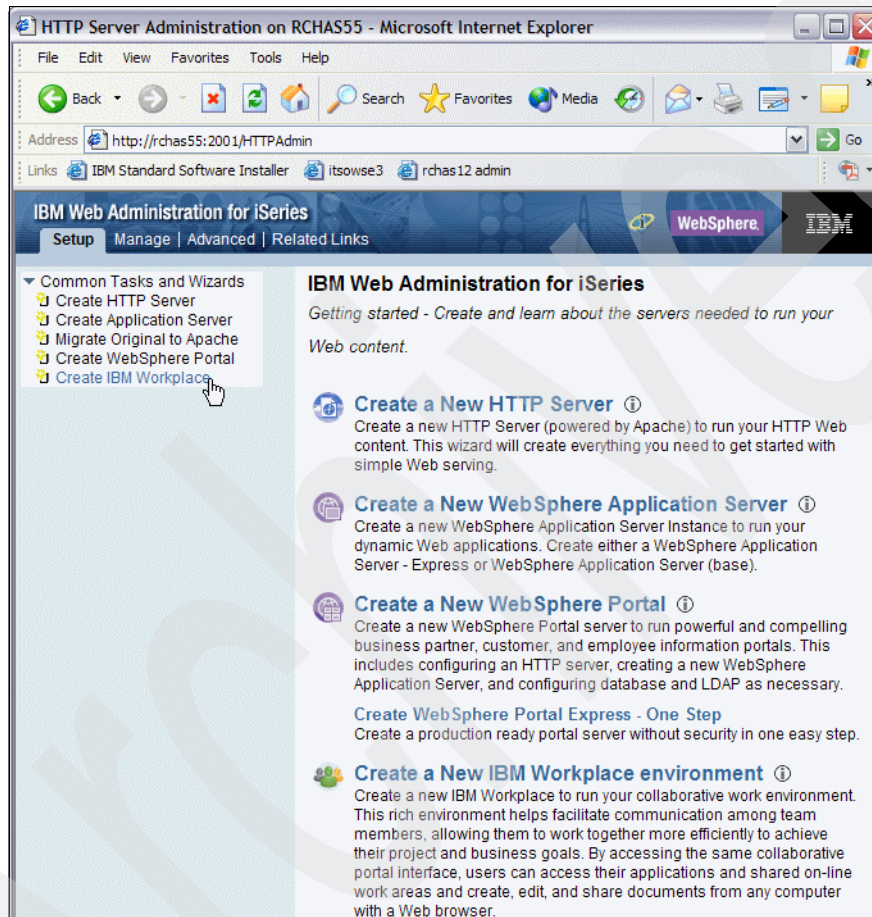 HTTP Server Administration on RCHAS55 - Microsoft Internet Explorer
File Edit View Favorites Tools Help
Back Search Favorites Media
Address http://rchas55:2001/HTTPAdmin Go
Links IBM Standard Software Installer itsowse3 rchas12 admin
IBM Web Administration for iSeries
WebSphere. IBM
Setup Manage | Advanced | Related Links
Common Tasks and Wizards
Create HTTP Server
Create Application Server
Migrate Original to Apache
Create WebSphere Portal
Create IBM Workplace
IBM Web Administration for iSeries
Getting started - Create and learn about the servers needed to run your
Web content.
Create a New HTTP Server
Create a new HTTP Server (powered by Apache) to run your HTTP Web
content. This wizard will create everything you need to get started with
simple Web serving.
Create a New WebSphere Application Server
Create a new WebSphere Application Server Instance to run your
dynamic Web applications. Create either a WebSphere Application
Server - Express or WebSphere Application Server (base).
Create a New WebSphere Portal
Create a new WebSphere Portal server to run powerful and compelling
business partner, customer, and employee information portals. This
includes configuring an HTTP server, creating a new WebSphere
Application Server, and configuring database and LDAP as necessary.
Create WebSphere Portal Express - One Step
Create a production ready portal server without security in one easy step.
Create a New IBM Workplace environment
Create a new IBM Workplace to run your collaborative work environment.
This rich environment helps facilitate communication among team
members, allowing them to work together more efficiently to achieve
their project and business goals. By accessing the same collaborative
portal interface, users can access their applications and shared on-line
work areas and create, edit, and share documents from any computer
with a Web browser.